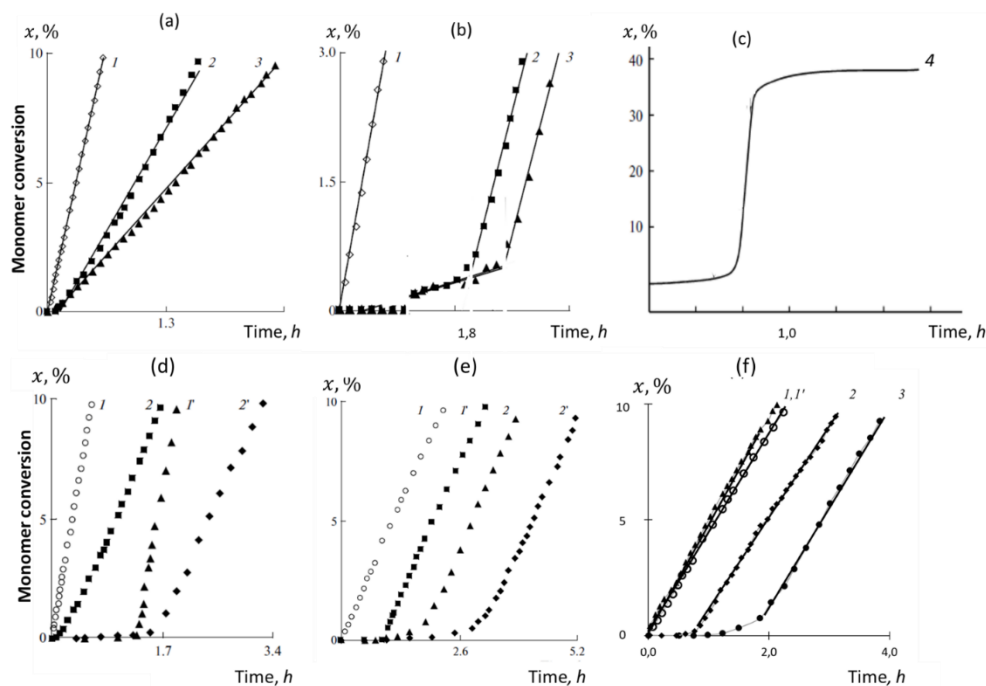 (a)
x, %
10
5
0
1
2
3
1.3
Time, h
Monomer conversion
(b)
x, %
3.0
1.5
0
1
2
3
1,8
Time, h
(c)
x, %
40
30
20
10
4
1,0
Time, h
(d)
x, %
10
5
0
1
2
1'
2'
1.7
3.4
Time, h
Monomer conversion
(e)
x, %
10
5
0
1
1'
2
2'
2.6
5.2
Time, h
(f)
x, %
10
5
0
1,1'
2
3
0,0
2,0
4,0
Time, h